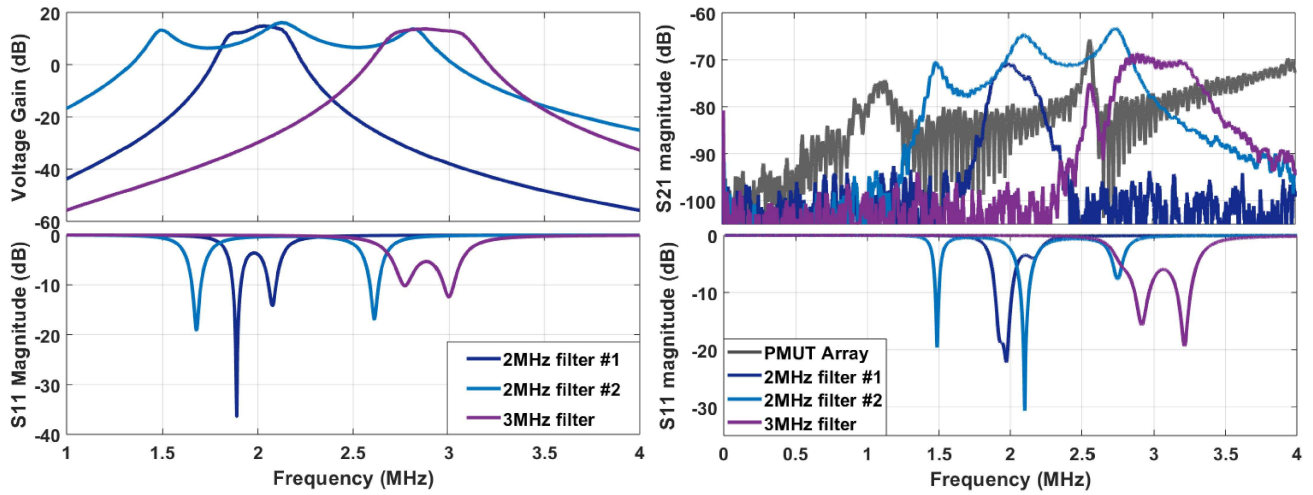 Voltage Gain (dB)
20
0
-20
-40
-60
S11 Magnitude (dB)
0
-10
-20
-30
-40
2MHz filter #1
2MHz filter #2
3MHz filter
1
1.5
2
2.5
3
3.5
4
Frequency (MHz)
S21 magnitude (dB)
-60
-70
-80
-90
-100
S11 magnitude (dB)
0
-10
-20
-30
PMUT Array
2MHz filter #1
2MHz filter #2
3MHz filter
0
0.5
1
1.5
2
2.5
3
3.5
4
Frequency (MHz)